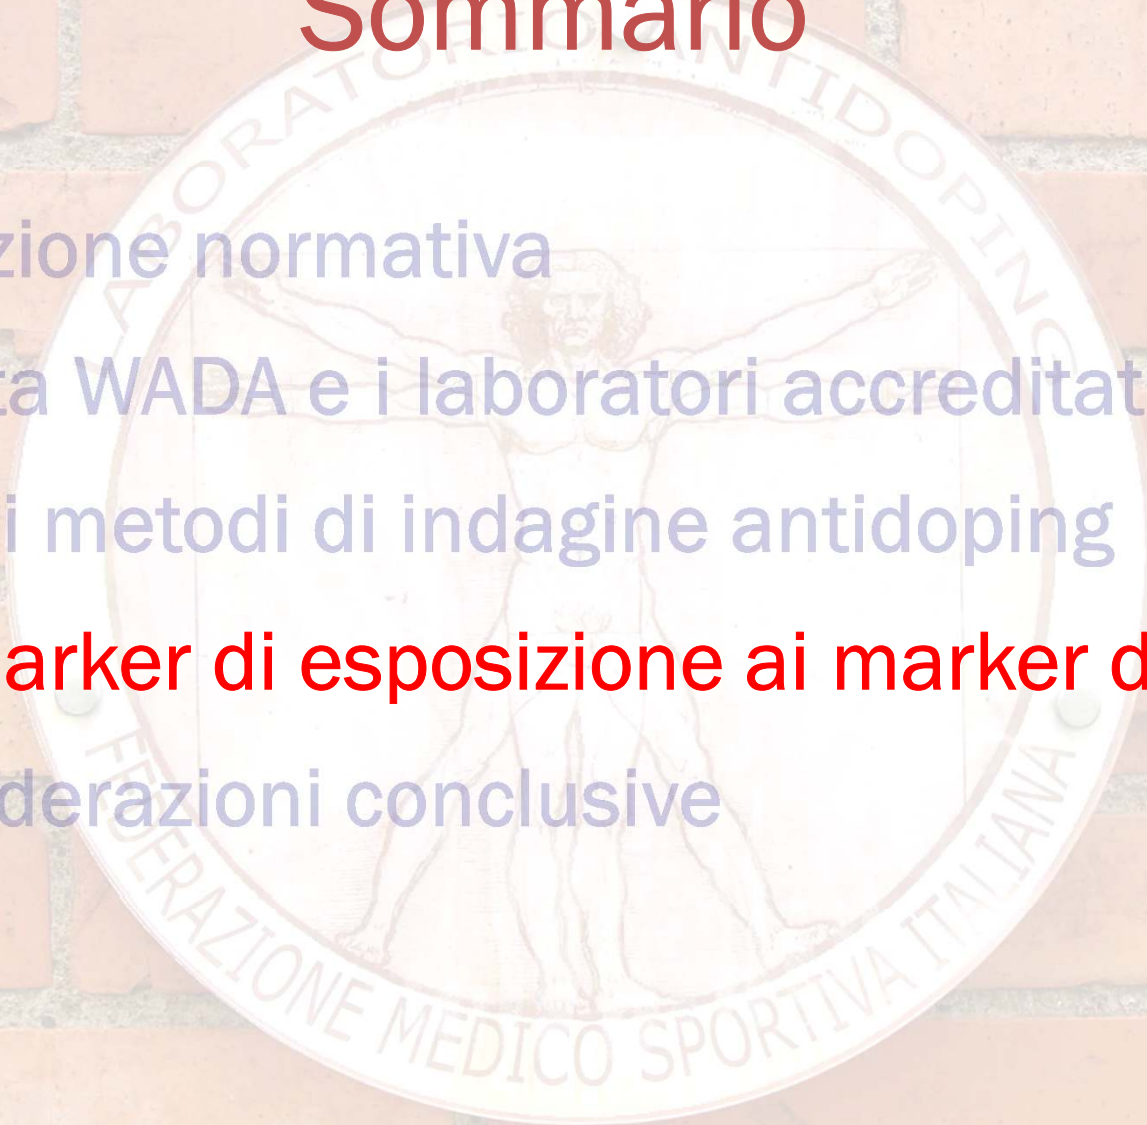 Sommario
LABORATORIO ANTIDOPING
zione normativa
ta WADA e i laboratori accreditat
i metodi di indagine antidoping
arker di esposizione ai marker d
derazioni conclusive
FEDERAZIONE MEDICO SPORTIVA ITALIANA